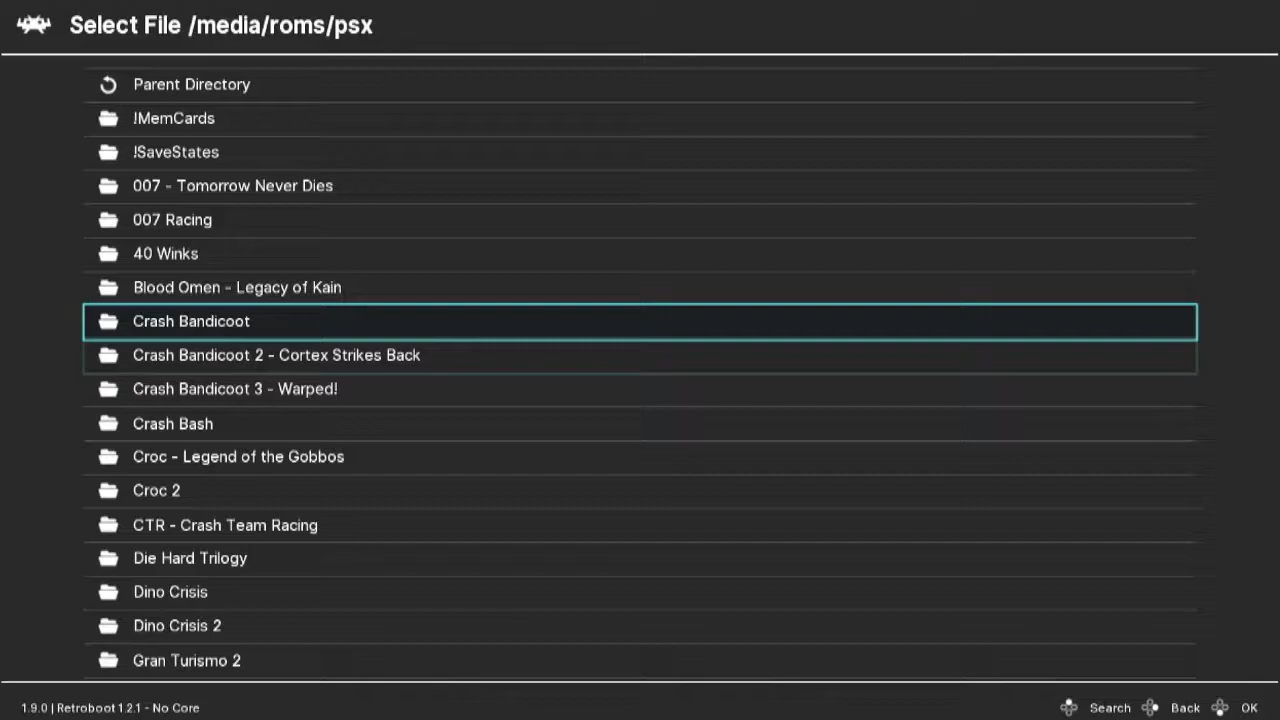 Select File /media/roms/psx
Parent Directory
!MemCards
!SaveStates
007 - Tomorrow Never Dies
007 Racing
40 Winks
Blood Omen - Legacy of Kain
Crash Bandicoot
Crash Bandicoot 2 - Cortex Strikes Back
Crash Bandicoot 3 - Warped!
Crash Bash
Croc - Legend of the Gobbos
Croc 2
CTR - Crash Team Racing
Die Hard Trilogy
Dino Crisis
Dino Crisis 2
Gran Turismo 2
1.9.0 | Retroboot 1.2.1 - No Core Search Back OK